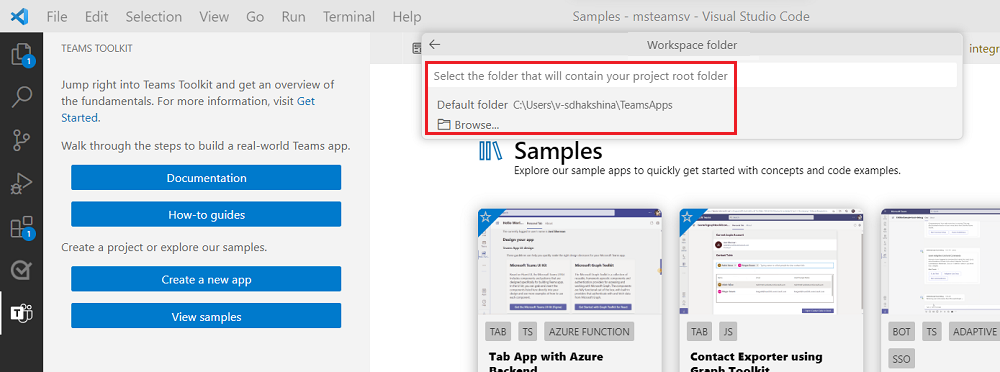 File Edit Selection View Go Run Terminal Help
Samples - msteamsv - Visual Studio Code
TEAMS TOOLKIT
Jump right into Teams Toolkit and get an overview
of the fundamentals. For more information, visit Get
Started.
Walk through the steps to build a real-world Teams app.
Documentation
How-to guides
Create a project or explore our samples.
Create a new app
View samples
1
1
Workspace folder
Select the folder that will contain your project root folder
Default folder C:\Users\v-sdhakshina\TeamsApps
Browse...
integr
Samples
Explore our sample apps to quickly get started with concepts and code examples.
Design your app
TAB TS AZURE FUNCTION
Tab App with Azure
Backend
TAB JS
Contact Exporter using
Graph Toolkit
BOT TS ADAPTIVE
SSO